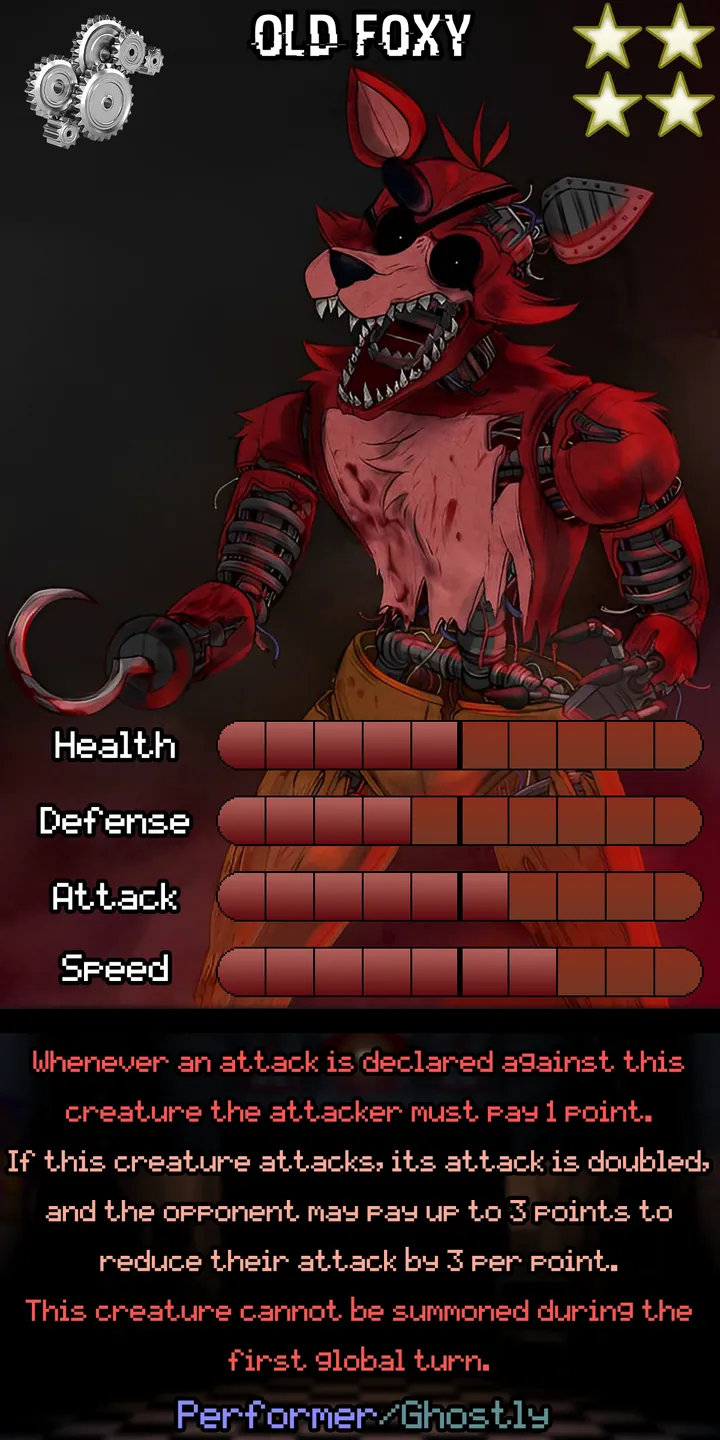 OLD FOXY
Health
Defense
Attack
Speed
Whenever an attack is declared against this
creature the attacker must pay 1 point.
If this creature attacks, its attack is doubled,
and the opponent may pay up to 3 points to
reduce their attack by 3 per point.
This creature cannot be summoned during the
first global turn.
Performer/Ghostly